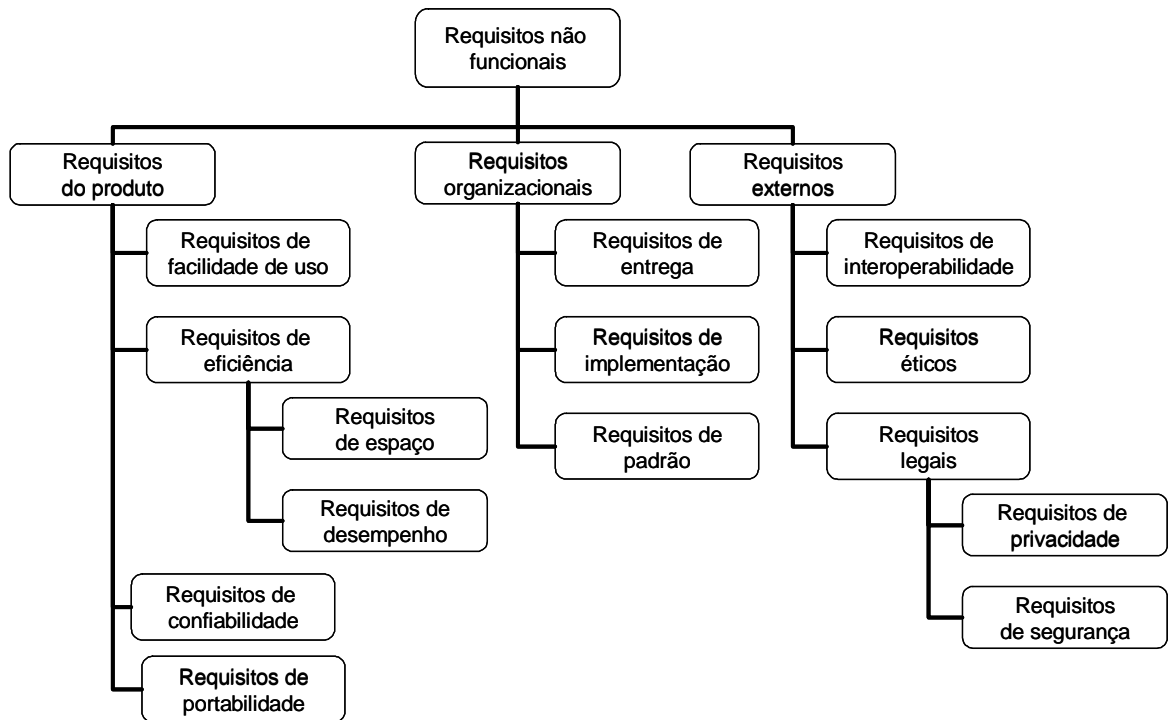 Requisitos não
funcionais
Requisitos
do produto
Requisitos
organizacionais
Requisitos
externos
Requisitos de
facilidade de uso
Requisitos de
entrega
Requisitos de
interoperabilidade
Requisitos de
eficiência
Requisitos de
implementação
Requisitos
éticos
Requisitos
de espaço
Requisitos de
padrão
Requisitos
legais
Requisitos de
desempenho
Requisitos de
privacidade
Requisitos de
confiabilidade
Requisitos
de segurança
Requisitos de
portabilidade